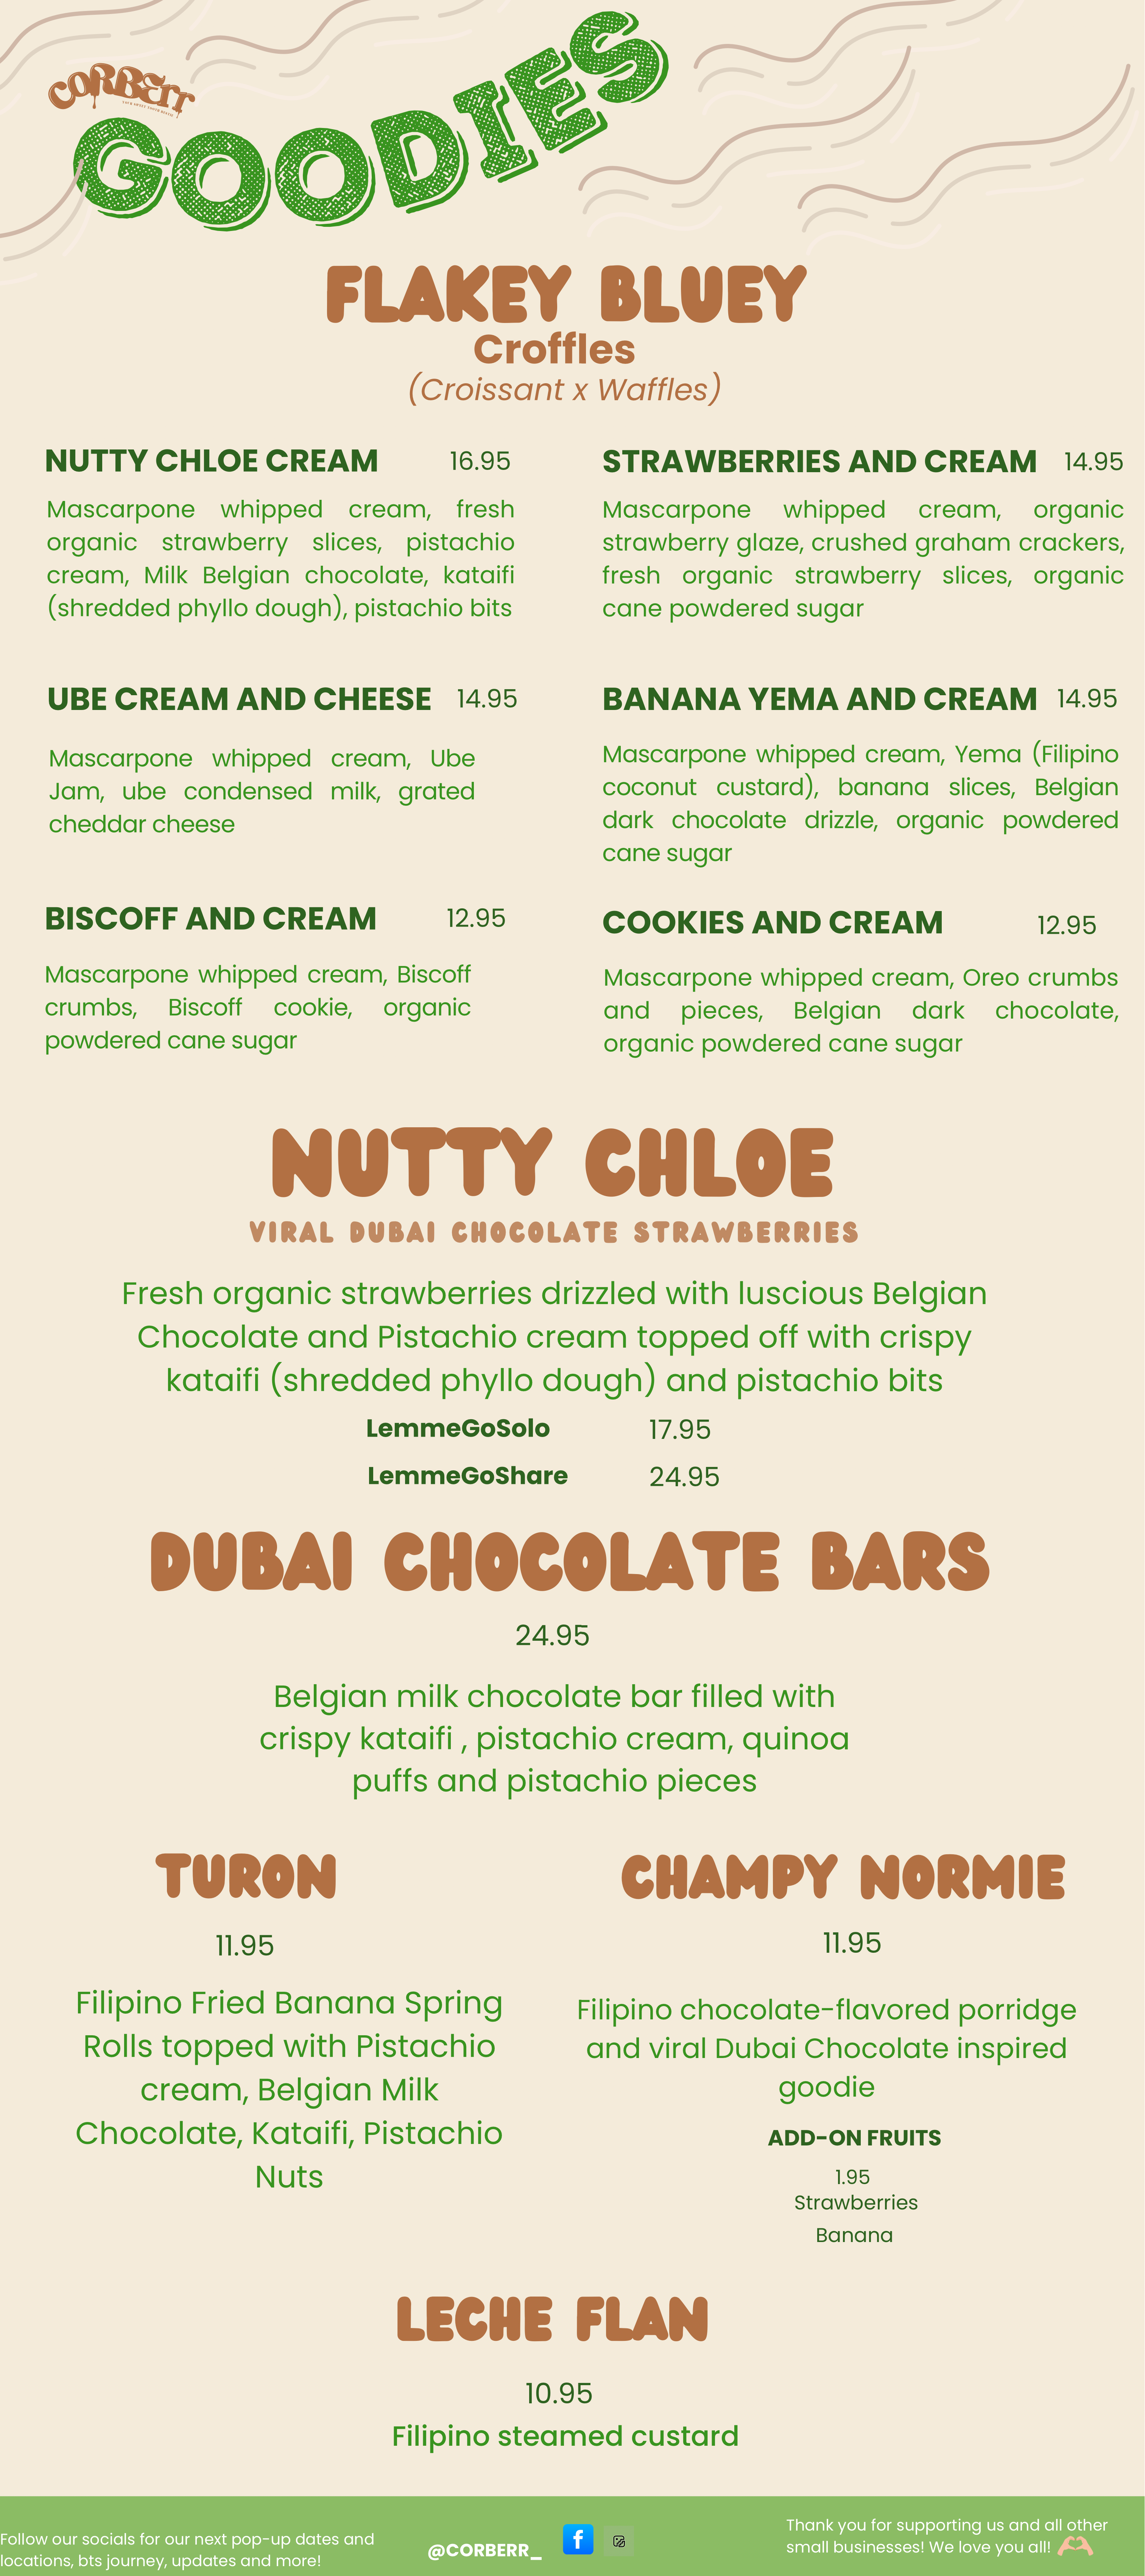 CORBERR
GOODIES
FLAKEY BLUEY
Croffles
(Croissant x Waffles)
NUTTY CHLOE CREAM 16.95
Mascarpone whipped cream, fresh
organic strawberry slices, pistachio
cream, Milk Belgian chocolate, kataifi
(shredded phyllo dough), pistachio bits
STRAWBERRIES AND CREAM 14.95
Mascarpone whipped cream, organic
strawberry glaze, crushed graham crackers,
fresh organic strawberry slices, organic
cane powdered sugar
UBE CREAM AND CHEESE 14.95
Mascarpone whipped cream, Ube
Jam, ube condensed milk, grated
cheddar cheese
BANANA YEMA AND CREAM 14.95
Mascarpone whipped cream, Yema (Filipino
coconut custard), banana slices, Belgian
dark chocolate drizzle, organic powdered
cane sugar
BISCOFF AND CREAM 12.95
Mascarpone whipped cream, Biscoff
crumbs, Biscoff cookie, organic
powdered cane sugar
COOKIES AND CREAM 12.95
Mascarpone whipped cream, Oreo crumbs
and pieces, Belgian dark chocolate,
organic powdered cane sugar
NUTTY CHLOE
VIRAL DUBAI CHOCOLATE STRAWBERRIES
Fresh organic strawberries drizzled with luscious Belgian
Chocolate and Pistachio cream topped off with crispy
kataifi (shredded phyllo dough) and pistachio bits
LemmeGoSolo 17.95
LemmeGoShare 24.95
DUBAI CHOCOLATE BARS
24.95
Belgian milk chocolate bar filled with
crispy kataifi , pistachio cream, quinoa
puffs and pistachio pieces
TURON
11.95
Filipino Fried Banana Spring
Rolls topped with Pistachio
cream, Belgian Milk
Chocolate, Kataifi, Pistachio
Nuts
CHAMPY NORMIE
11.95
Filipino chocolate-flavored porridge
and viral Dubai Chocolate inspired
goodie
ADD-ON FRUITS
1.95
Strawberries
Banana
LECHE FLAN
10.95
Filipino steamed custard
Follow our socials for our next pop-up dates and
locations, bts journey, updates and more!
@CORBERR_
Thank you for supporting us and all other
small businesses! We love you all!